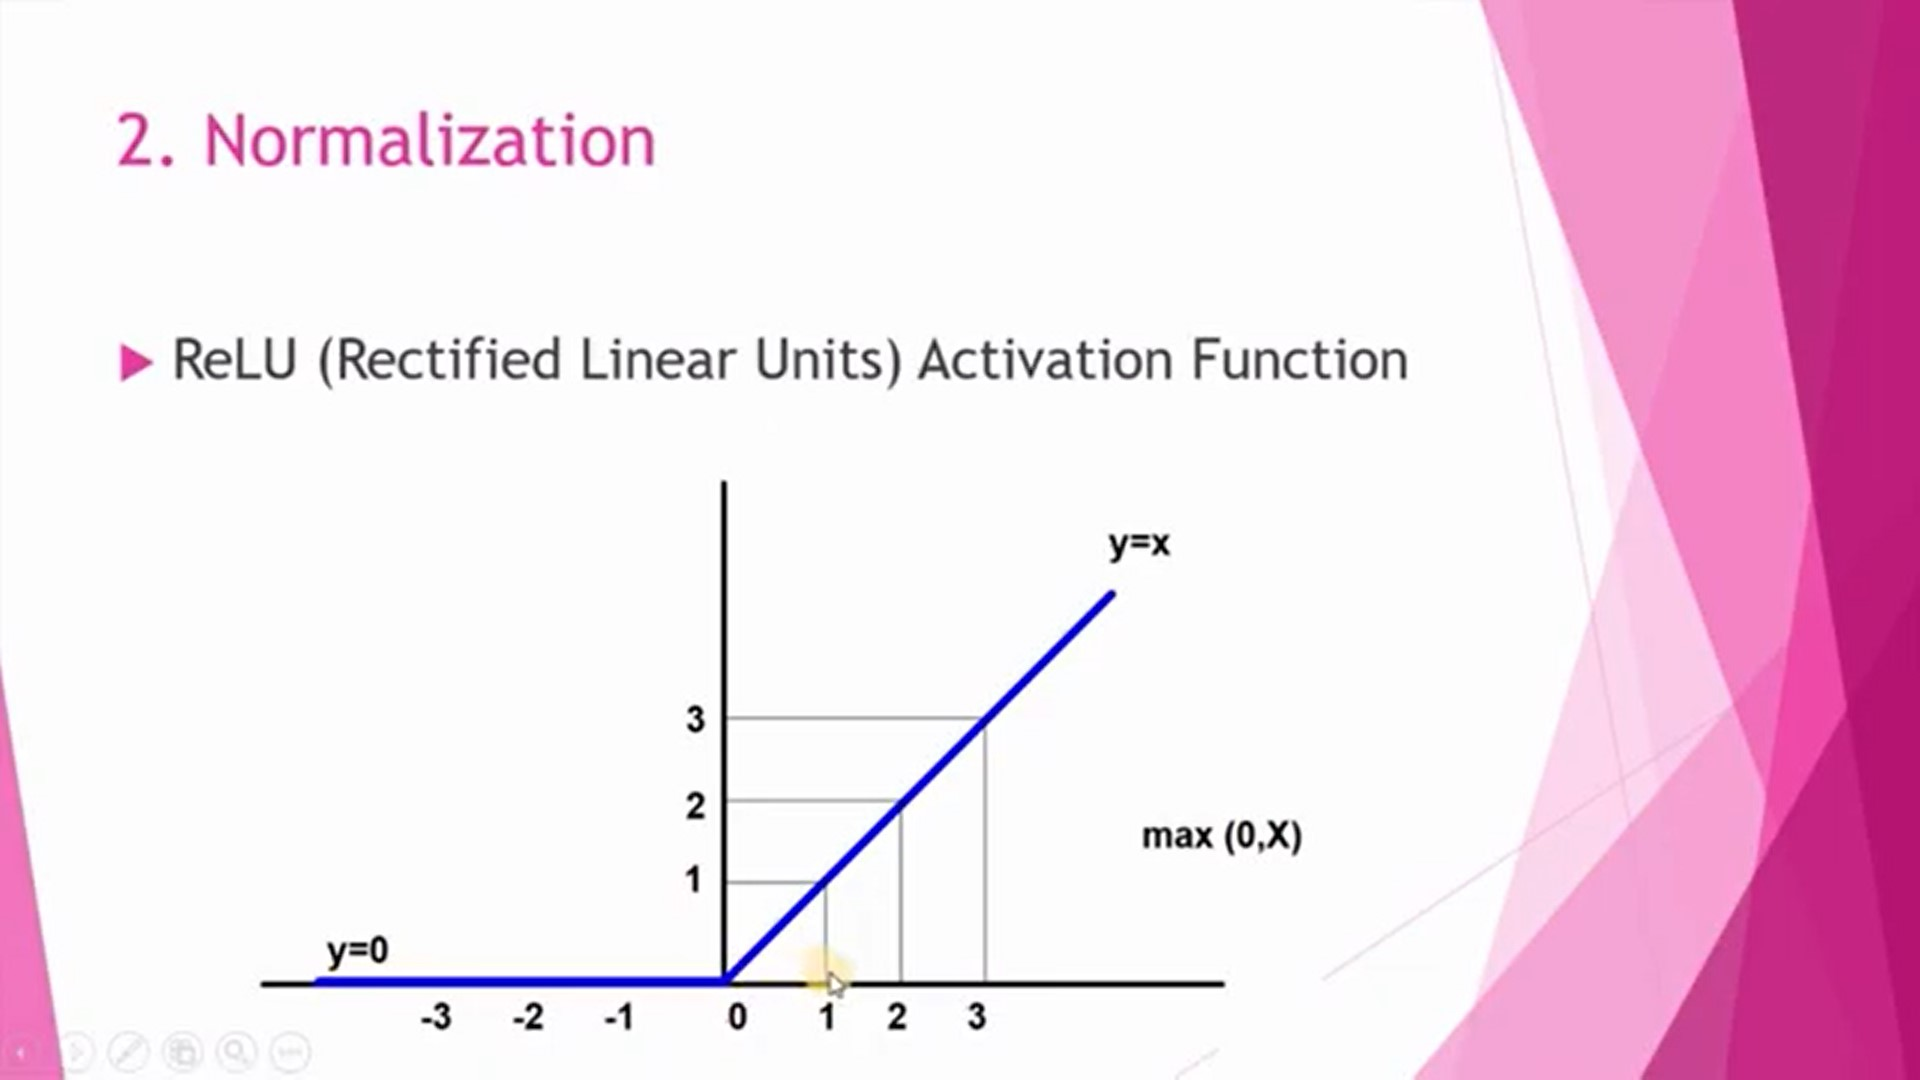 2. Normalization
ReLU (Rectified Linear Units) Activation Function
y=x
3
2
max (0,X)
1
y=0
-3 -2 -1 0 1 2 3